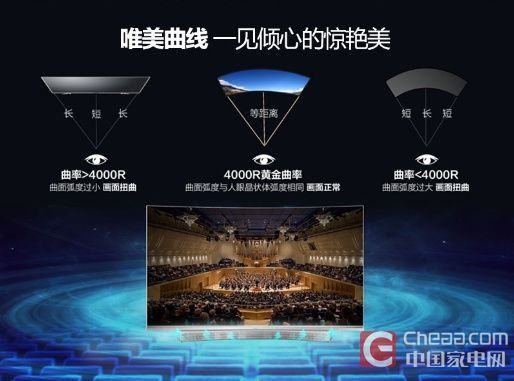 唯美曲线 一见倾心的惊艳美
长 短 长
等距离
短 长 短
曲率>4000R
4000R黄金曲率
曲率<4000R
曲面弧度过小 画面扭曲
曲面弧度与人眼晶状体弧度相同 画面正常
曲面弧度过大 画面扭曲
Cheaa.com
中国家电网